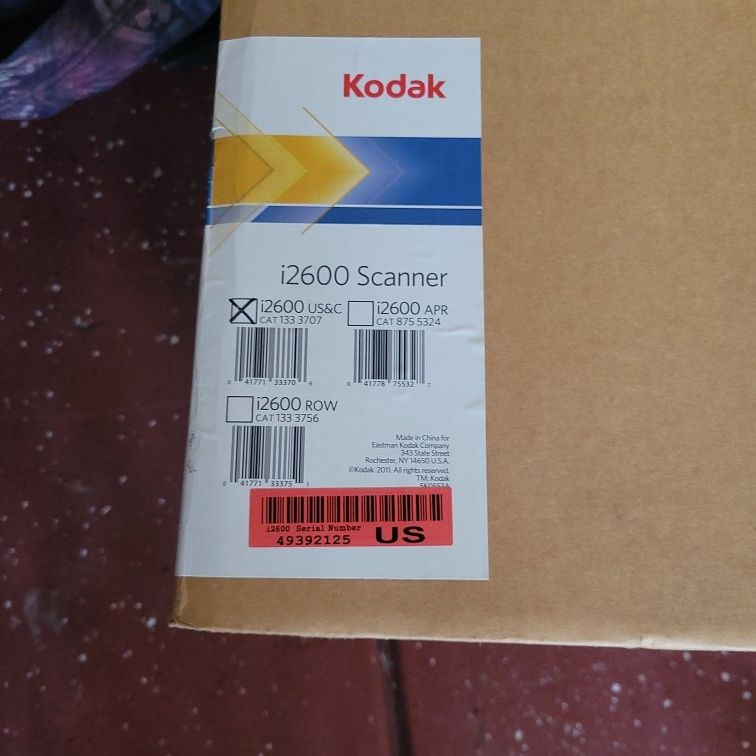 Kodak
i2600 Scanner
i2600 US&C
CAT 133 3707
0 41771 33370 6
i2600 APR
CAT 875 5324
0 41778 75532 7
i2600 ROW
CAT 133 3756
0 41771 33375 1
Made in China for
Eastman Kodak Company
343 State Street
Rochester, NY 14650 U.S.A.
©Kodak, 2011. All rights reserved.
TM: Kodak
i2600 Serial Number
49392125 US